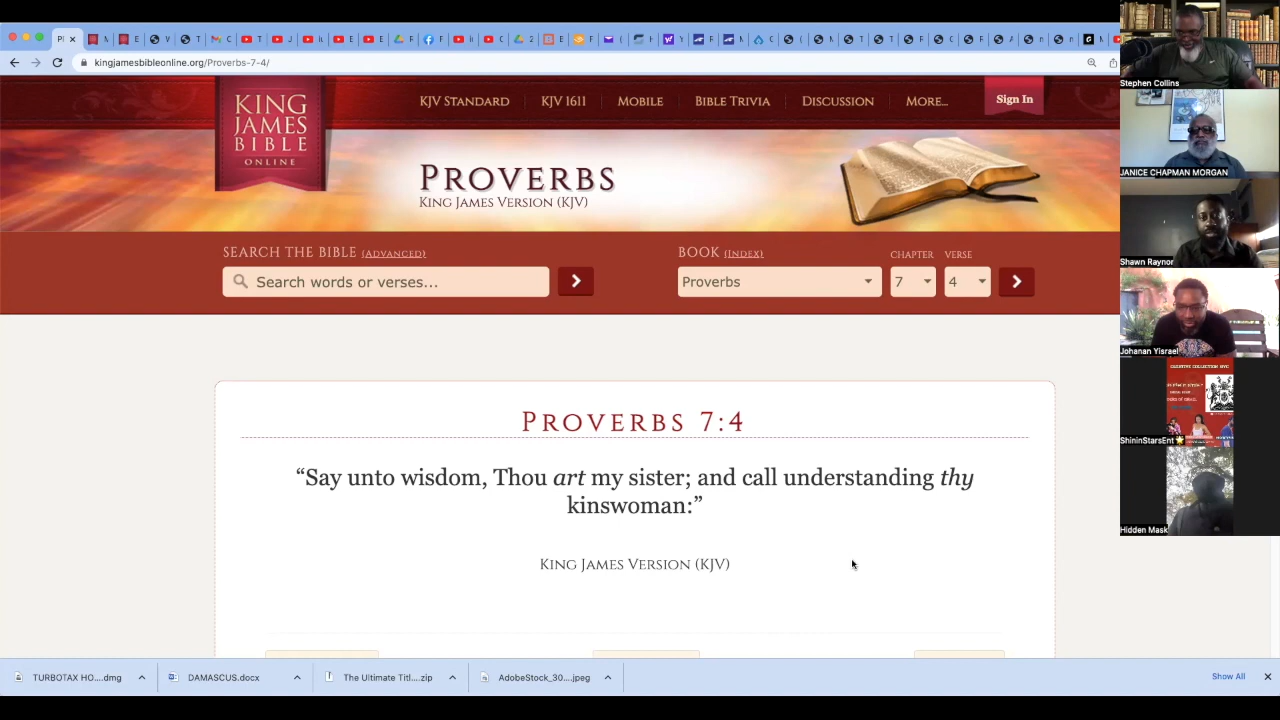 kingjamesbibleonline.org/Proverbs-7-4/
KING
JAMES
BIBLE
ONLINE
KJV STANDARD
KJV 1611
MOBILE
BIBLE TRIVIA
DISCUSSION
MORE...
Sign In
PROVERBS
KING JAMES VERSION (KJV)
SEARCH THE BIBLE (ADVANCED)
Search words or verses...
BOOK (INDEX)
CHAPTER
VERSE
Proverbs
7
4
PROVERBS 7:4
“Say unto wisdom, Thou art my sister; and call understanding thy
kinswoman:”
KING JAMES VERSION (KJV)
TURBOTAX HO....dmg
DAMASCUS.docx
The Ultimate Titl....zip
AdobeStock_30....jpeg
Show All
Stephen Collins
JANICE CHAPMAN MORGAN
Shawn Raynor
Johanan Yisrael
ShininStarsEnt
Hidden Mask